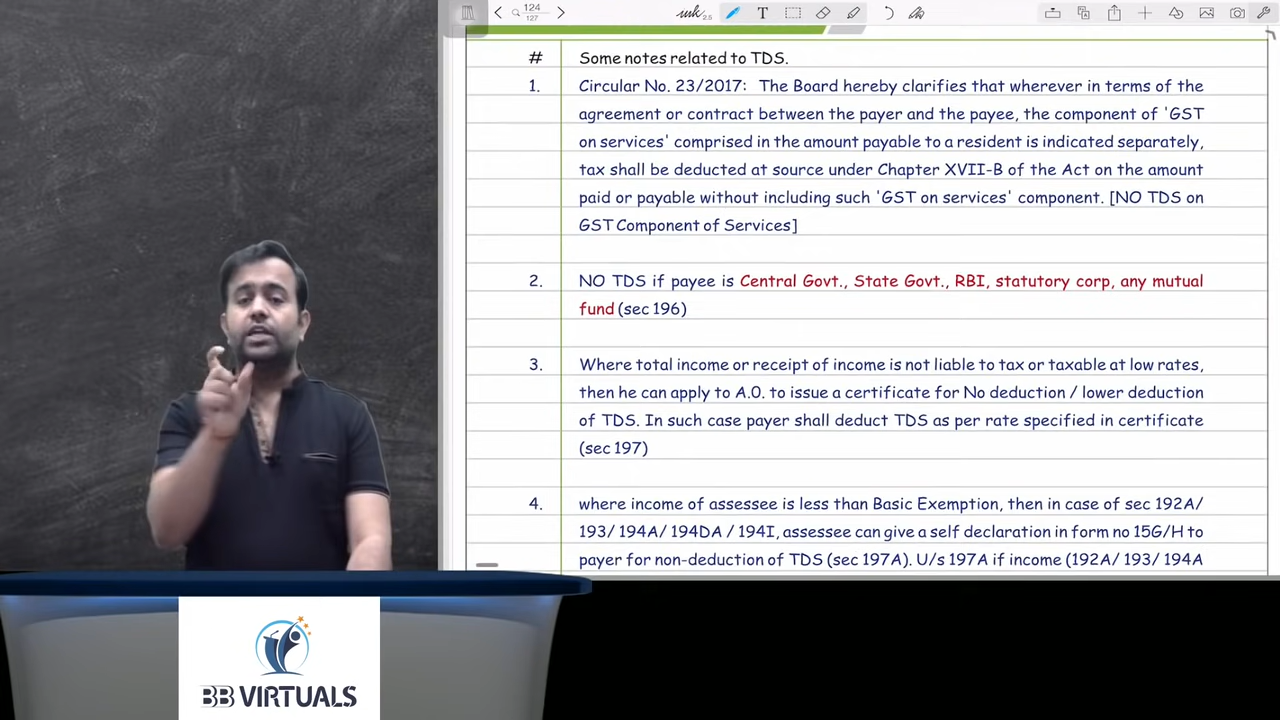 124
127
ink 2.5
T
# Some notes related to TDS.
1. Circular No. 23/2017: The Board hereby clarifies that wherever in terms of the
agreement or contract between the payer and the payee, the component of 'GST
on services' comprised in the amount payable to a resident is indicated separately,
tax shall be deducted at source under Chapter XVII-B of the Act on the amount
paid or payable without including such 'GST on services' component. [NO TDS on
GST Component of Services]
2. NO TDS if payee is Central Govt., State Govt., RBI, statutory corp, any mutual
fund (sec 196)
3. Where total income or receipt of income is not liable to tax or taxable at low rates,
then he can apply to A.O. to issue a certificate for No deduction / lower deduction
of TDS. In such case payer shall deduct TDS as per rate specified in certificate
(sec 197)
4. where income of assessee is less than Basic Exemption, then in case of sec 192A/
193/ 194A/ 194DA / 194I, assessee can give a self declaration in form no 15G/H to
payer for non-deduction of TDS (sec 197A). U/s 197A if income (192A/ 193/ 194A
BB VIRTUALS